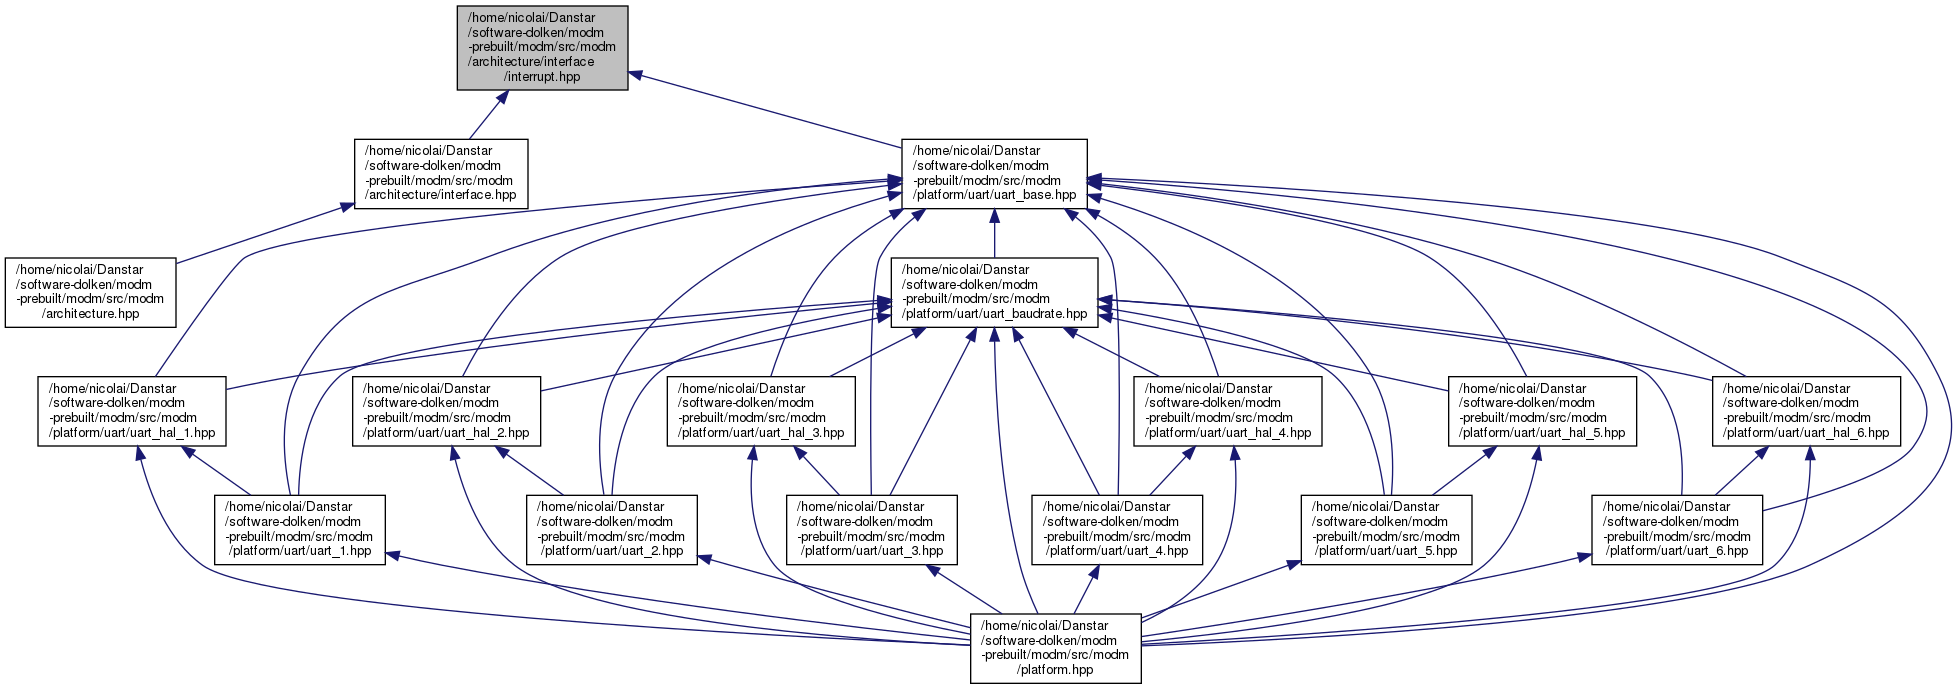 /home/nicolai/Danstar
/software-dolken/modm
-prebuilt/modm/src/modm
/architecture/interface
/interrupt.hpp
/home/nicolai/Danstar
/software-dolken/modm
-prebuilt/modm/src/modm
/architecture/interface.hpp
/home/nicolai/Danstar
/software-dolken/modm
-prebuilt/modm/src/modm
/platform/uart/uart_base.hpp
/home/nicolai/Danstar
/software-dolken/modm
-prebuilt/modm/src/modm
/architecture.hpp
/home/nicolai/Danstar
/software-dolken/modm
-prebuilt/modm/src/modm
/platform/uart/uart_baudrate.hpp
/home/nicolai/Danstar
/software-dolken/modm
-prebuilt/modm/src/modm
/platform/uart/uart_hal_1.hpp
/home/nicolai/Danstar
/software-dolken/modm
-prebuilt/modm/src/modm
/platform/uart/uart_hal_2.hpp
/home/nicolai/Danstar
/software-dolken/modm
-prebuilt/modm/src/modm
/platform/uart/uart_hal_3.hpp
/home/nicolai/Danstar
/software-dolken/modm
-prebuilt/modm/src/modm
/platform/uart/uart_hal_4.hpp
/home/nicolai/Danstar
/software-dolken/modm
-prebuilt/modm/src/modm
/platform/uart/uart_hal_5.hpp
/home/nicolai/Danstar
/software-dolken/modm
-prebuilt/modm/src/modm
/platform/uart/uart_hal_6.hpp
/home/nicolai/Danstar
/software-dolken/modm
-prebuilt/modm/src/modm
/platform/uart/uart_1.hpp
/home/nicolai/Danstar
/software-dolken/modm
-prebuilt/modm/src/modm
/platform/uart/uart_2.hpp
/home/nicolai/Danstar
/software-dolken/modm
-prebuilt/modm/src/modm
/platform/uart/uart_3.hpp
/home/nicolai/Danstar
/software-dolken/modm
-prebuilt/modm/src/modm
/platform/uart/uart_4.hpp
/home/nicolai/Danstar
/software-dolken/modm
-prebuilt/modm/src/modm
/platform/uart/uart_5.hpp
/home/nicolai/Danstar
/software-dolken/modm
-prebuilt/modm/src/modm
/platform/uart/uart_6.hpp
/home/nicolai/Danstar
/software-dolken/modm
-prebuilt/modm/src/modm
/platform.hpp